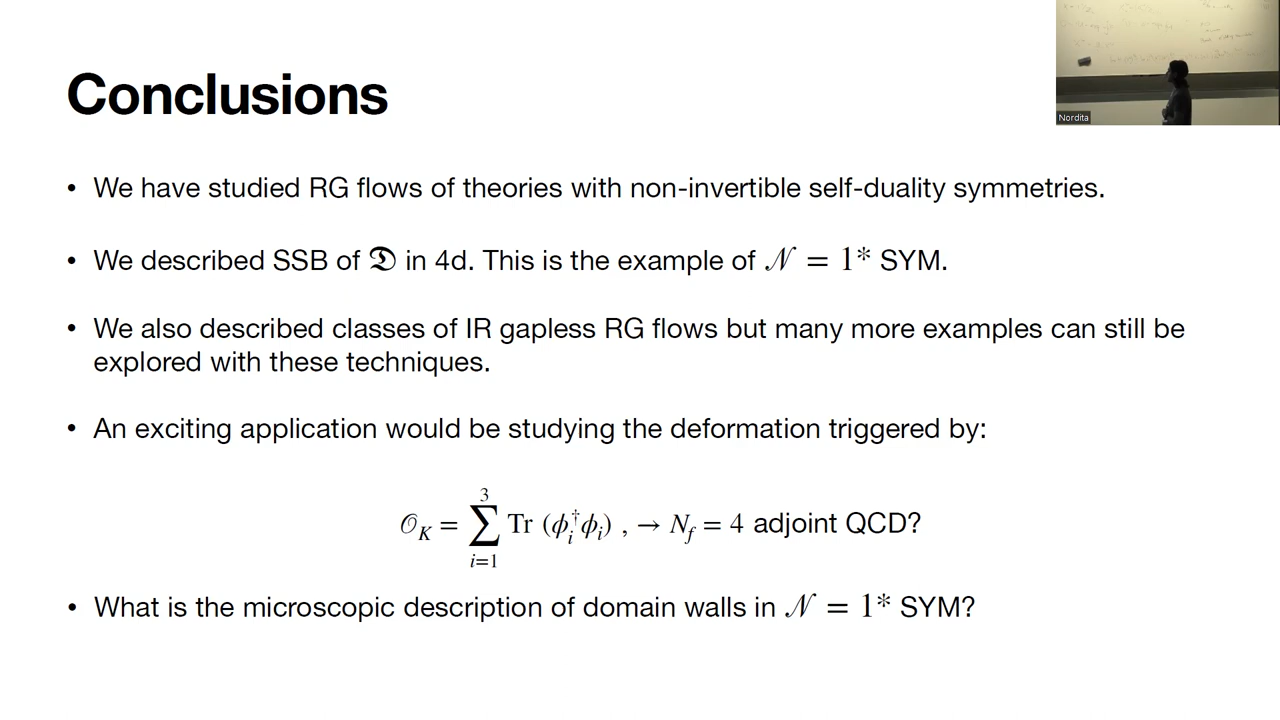 Conclusions
Nordita
• We have studied RG flows of theories with non-invertible self-duality symmetries.
• We described SSB of 𝔇 in 4d. This is the example of 𝒩 = 1* SYM.
• We also described classes of IR gapless RG flows but many more examples can still be
explored with these techniques.
• An exciting application would be studying the deformation triggered by:
𝒪_K = ∑_{i=1}^{3} Tr (ϕ_i^† ϕ_i) , → N_f = 4 adjoint QCD?
• What is the microscopic description of domain walls in 𝒩 = 1* SYM?